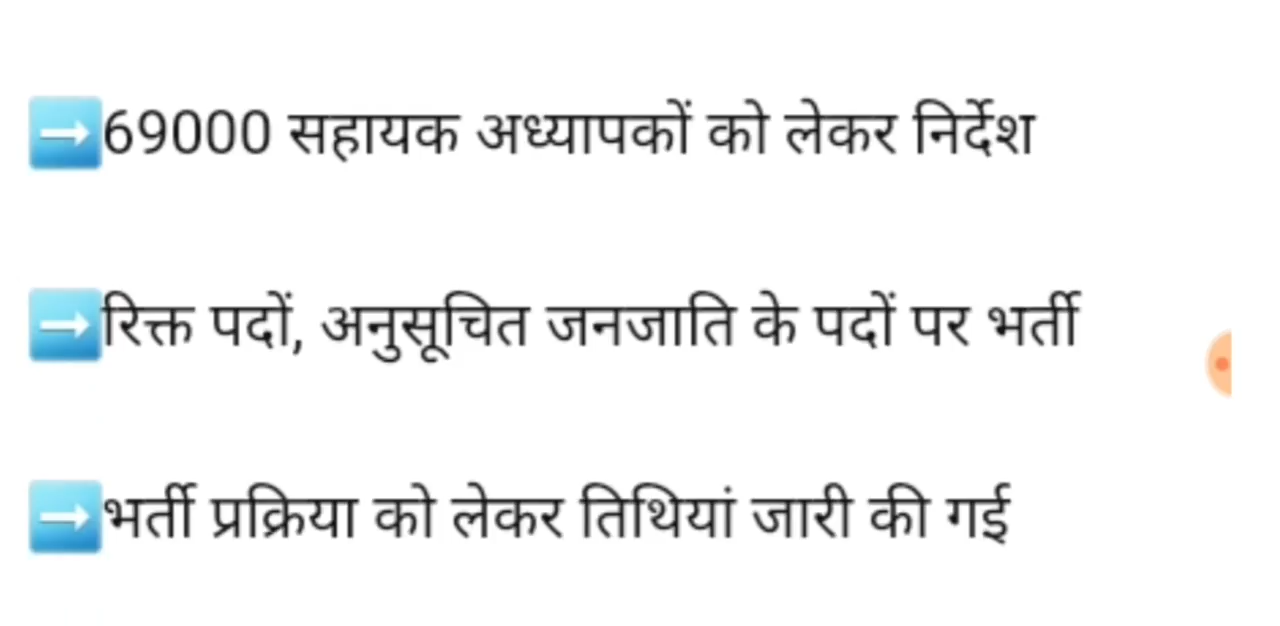 ➡️69000 सहायक अध्यापकों को लेकर निर्देश
➡️रिक्त पदों, अनुसूचित जनजाति के पदों पर भर्ती
➡️भर्ती प्रक्रिया को लेकर तिथियां जारी की गई